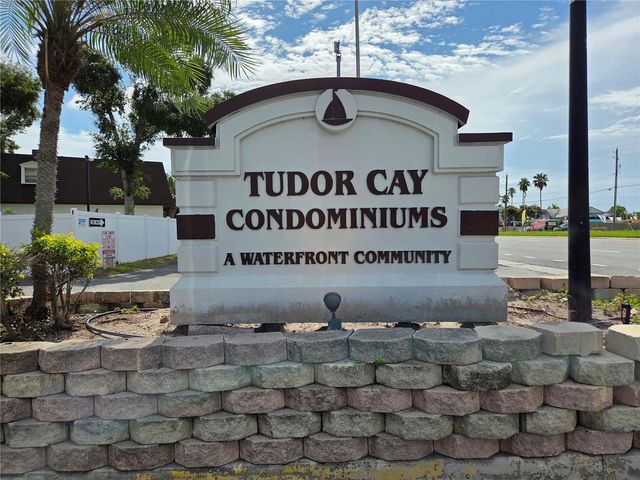 TUDOR CAY
CONDOMINIUMS
A WATERFRONT COMMUNITY